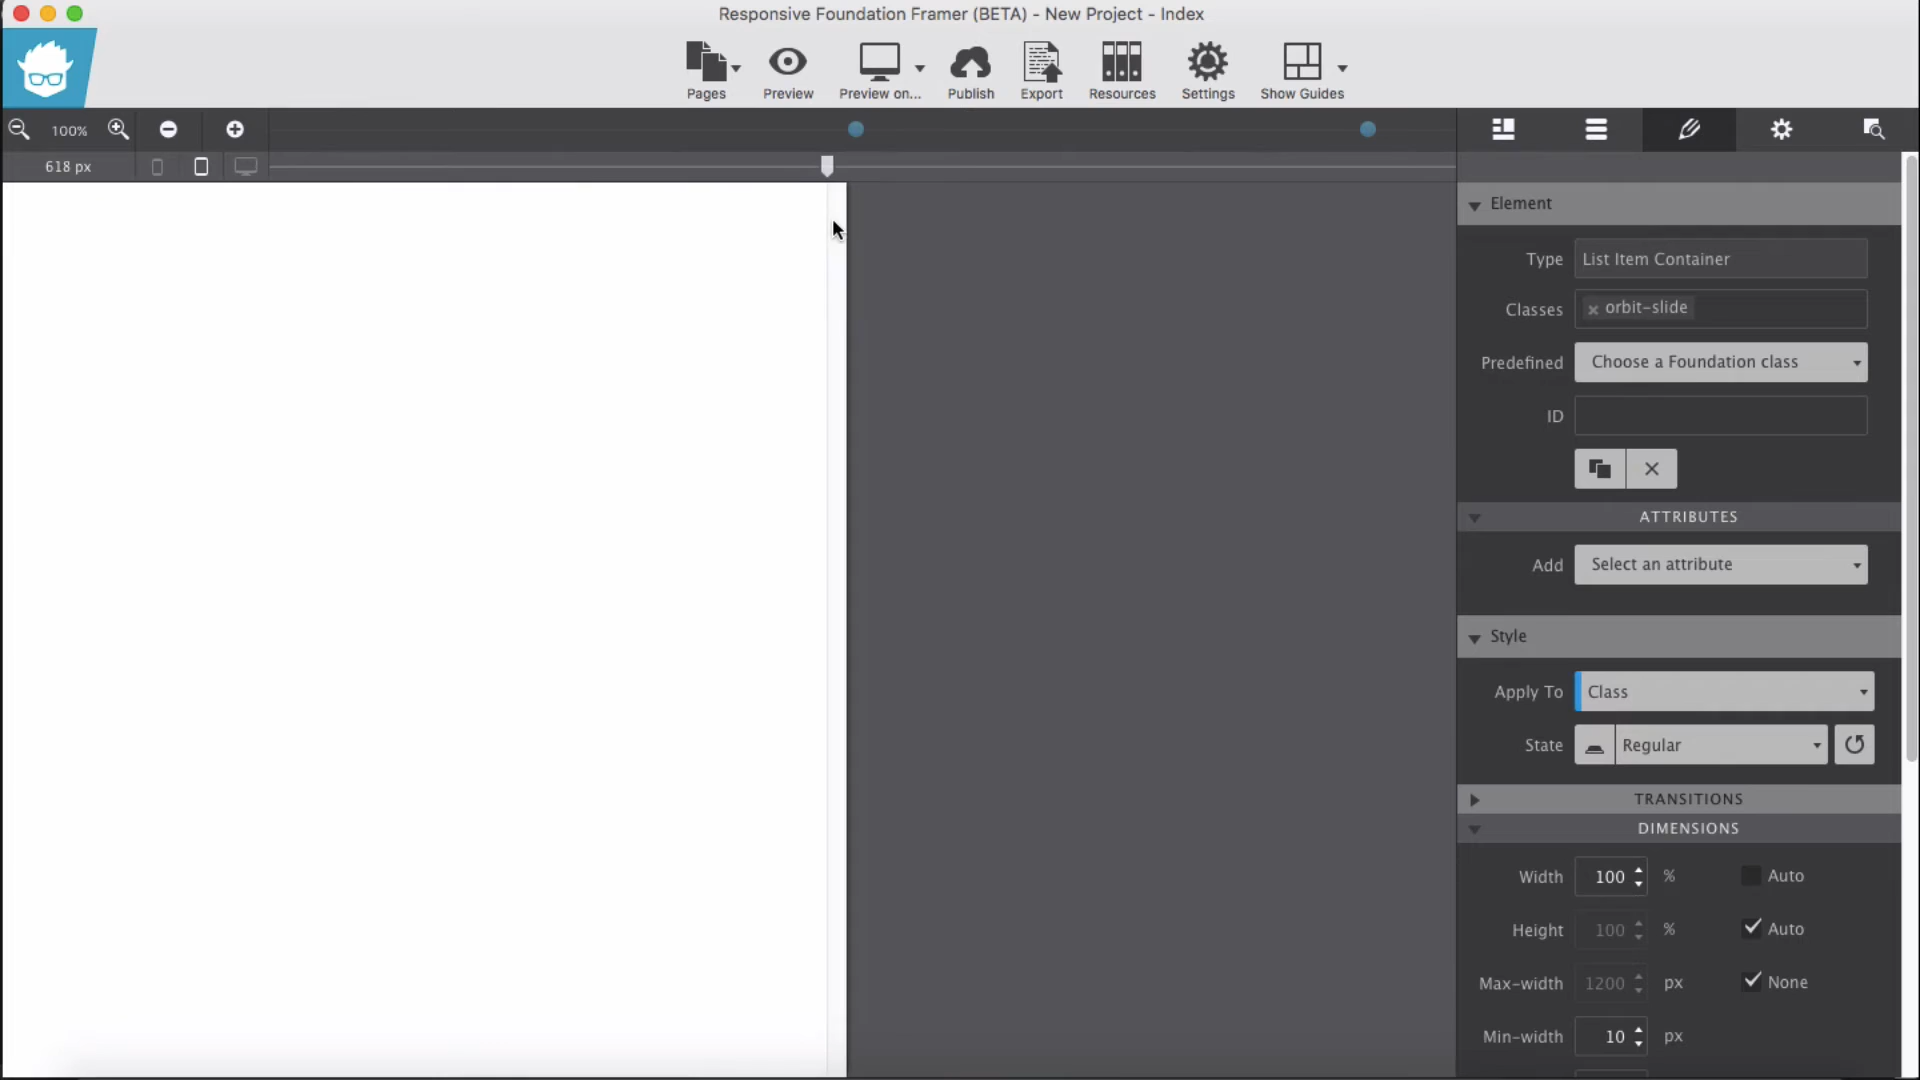 Responsive Foundation Framer (BETA) - New Project - Index
Pages
Preview
Preview on...
Publish
Export
Resources
Settings
Show Guides
100%
618 px
Element
Type
List Item Container
Classes
× orbit-slide
Predefined
Choose a Foundation class
ID
ATTRIBUTES
Add
Select an attribute
Style
Apply To
Class
State
Regular
TRANSITIONS
DIMENSIONS
Width 100 % Auto
Height 100 % Auto
Max-width 1200 px None
Min-width 10 px